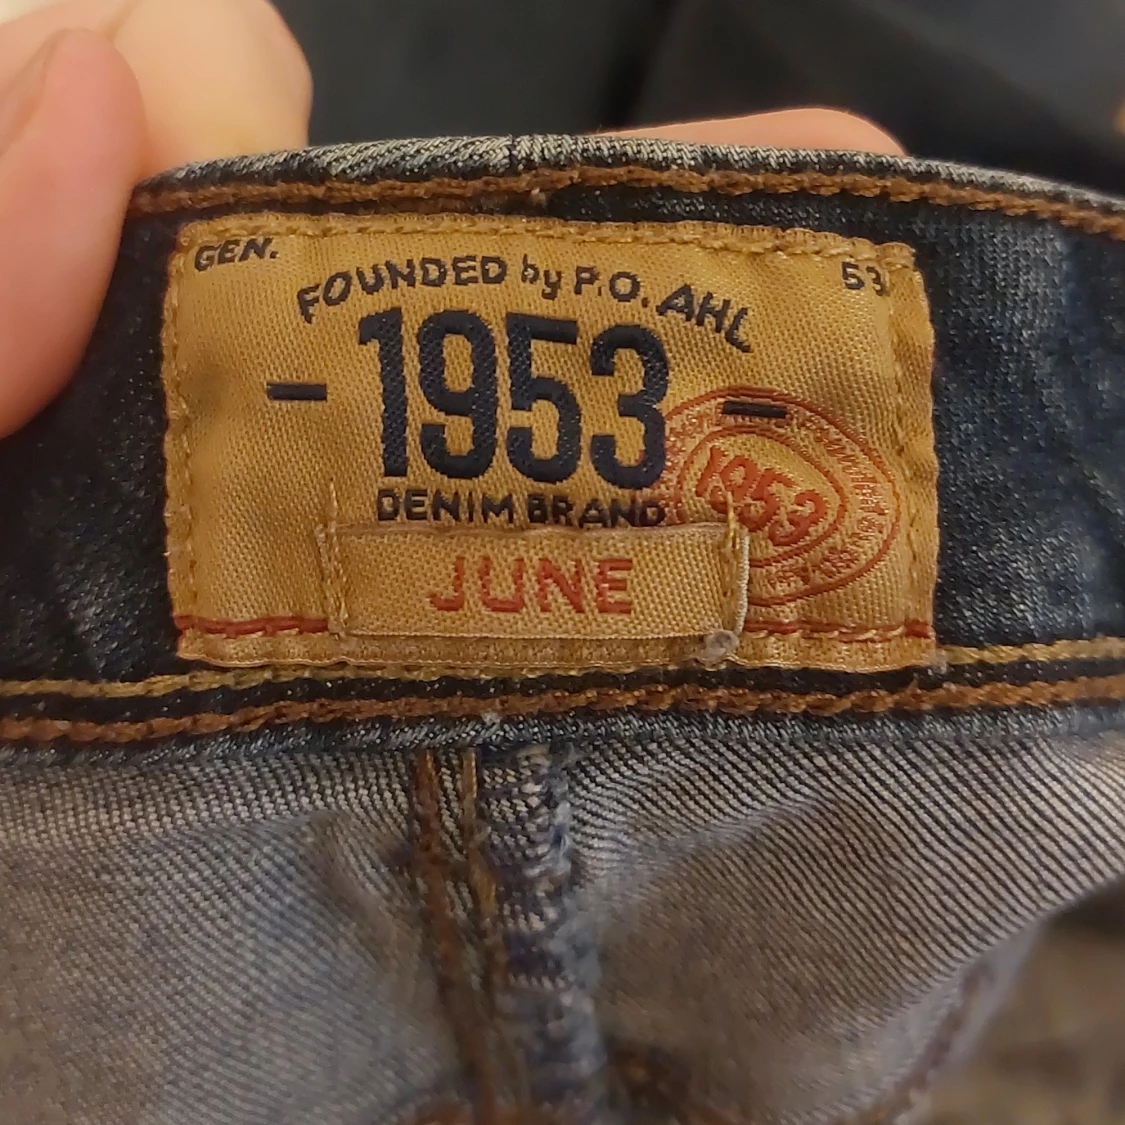 GEN.
53
FOUNDED by P.O. AHL
- 1953 -
DENIM BRAND
1953
JUNE